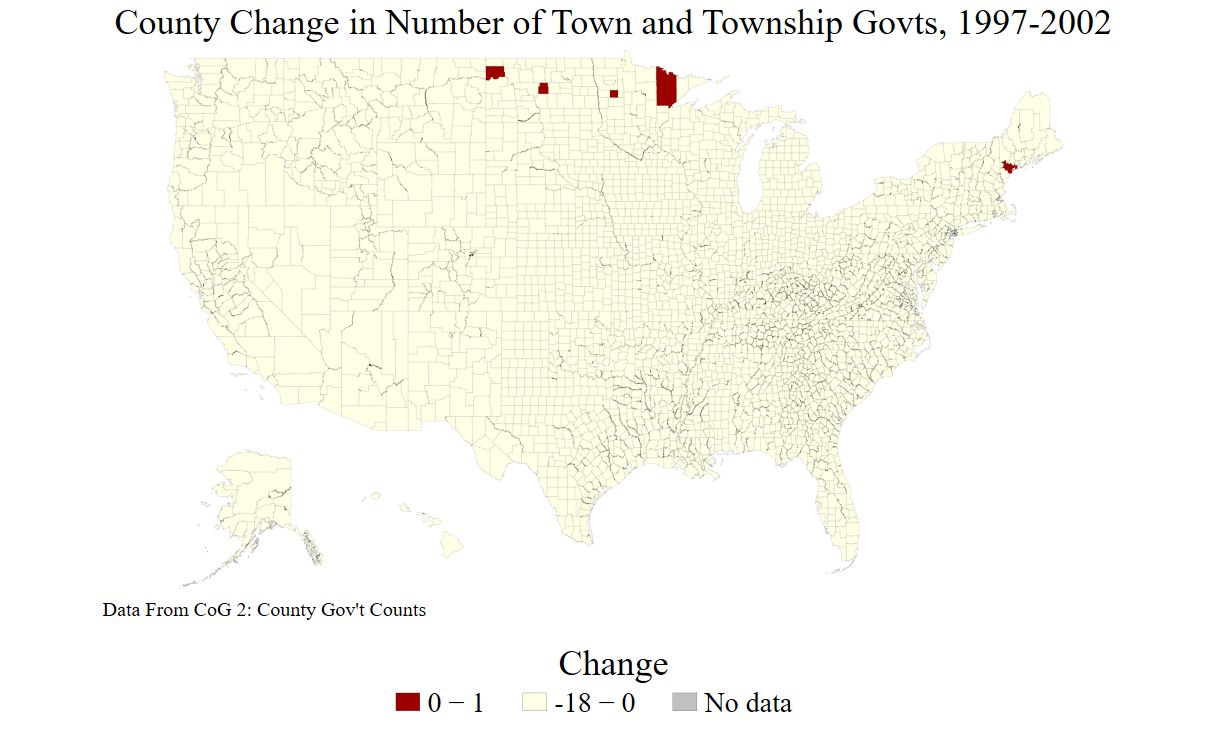 County Change in Number of Town and Township Govts, 1997-2002
Data From CoG 2: County Gov't Counts
Change
0 − 1 -18 − 0 No data